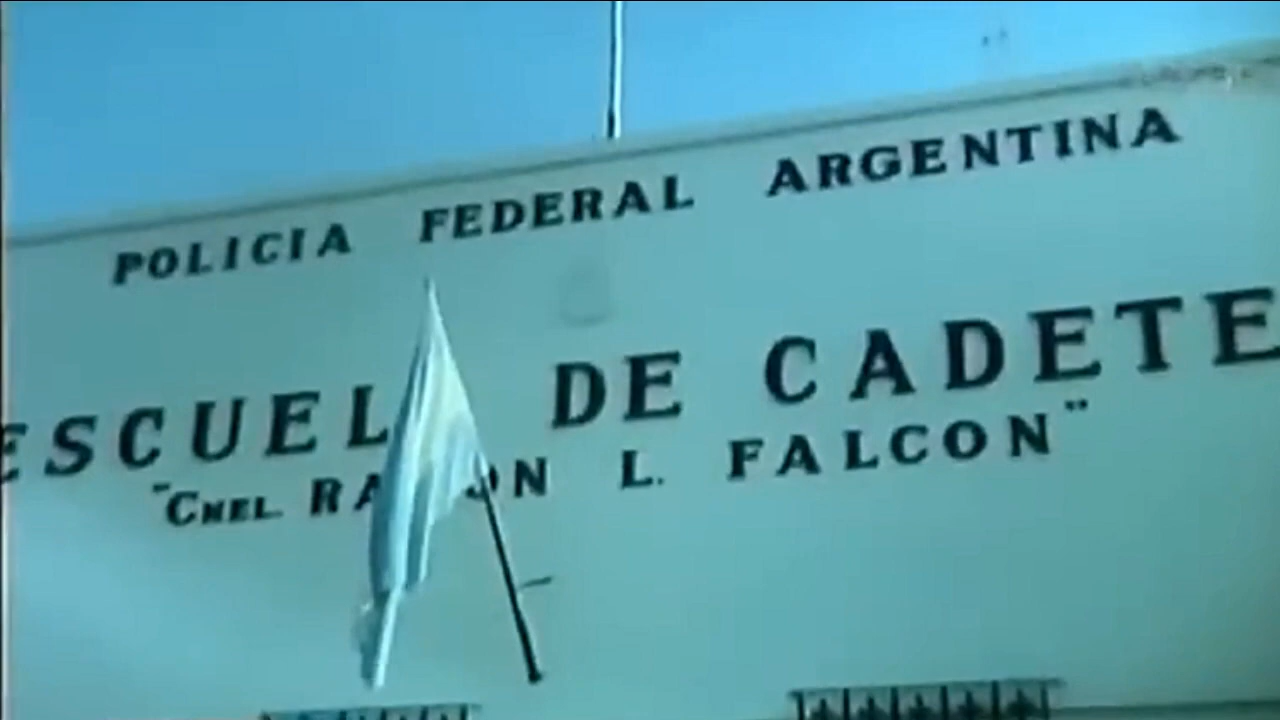 POLICIA FEDERAL ARGENTINA
ESCUEL DE CADETE
"CNEL. RA ON L. FALCON"